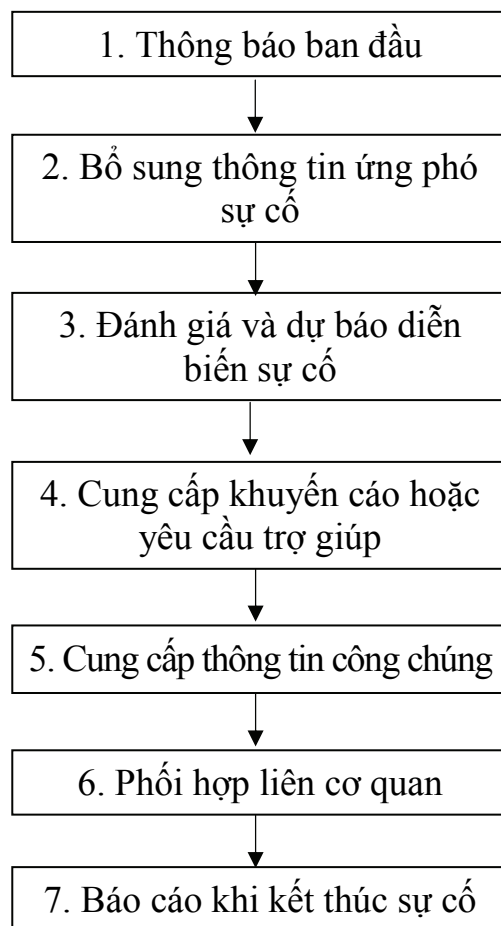 1. Thông báo ban đầu
2. Bổ sung thông tin ứng phó
sự cố
3. Đánh giá và dự báo diễn
biến sự cố
4. Cung cấp khuyến cáo hoặc
yêu cầu trợ giúp
5. Cung cấp thông tin công chúng
6. Phối hợp liên cơ quan
7. Báo cáo khi kết thúc sự cố